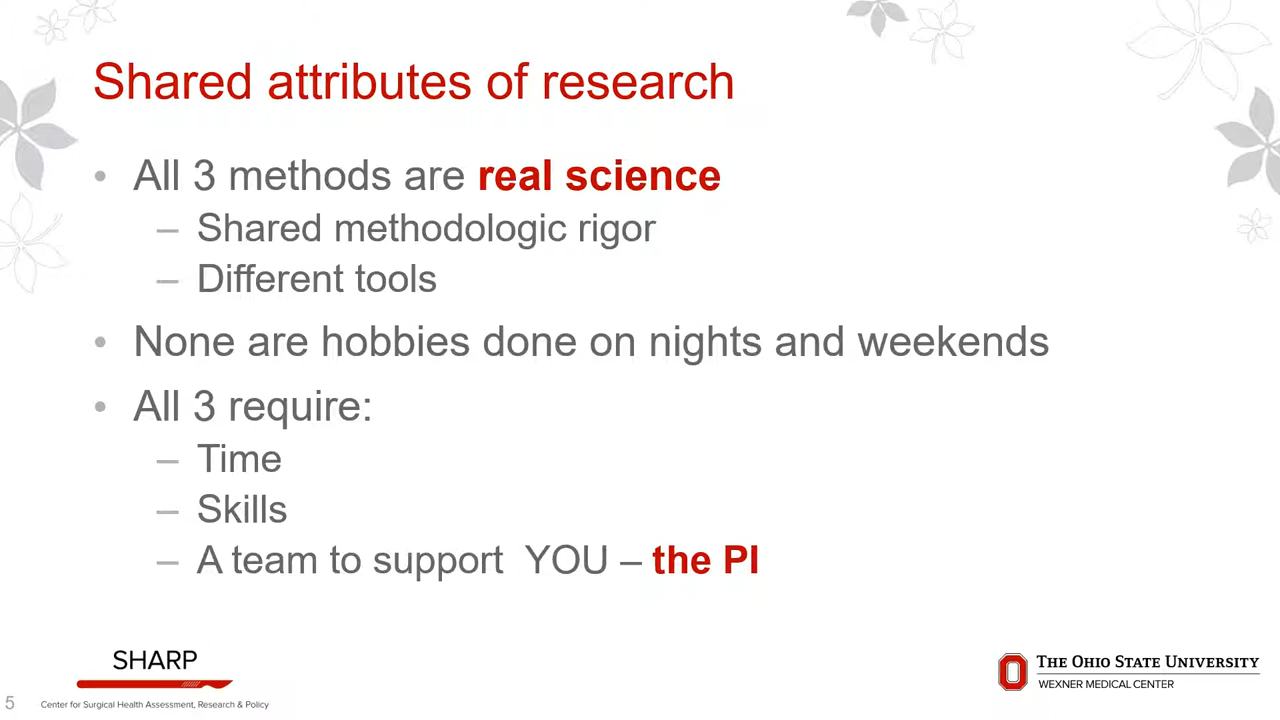 Shared attributes of research
• All 3 methods are real science
– Shared methodologic rigor
– Different tools
• None are hobbies done on nights and weekends
• All 3 require:
– Time
– Skills
– A team to support  YOU – the PI
SHARP
5
Center for Surgical Health Assessment, Research & Policy
THE OHIO STATE UNIVERSITY
WEXNER MEDICAL CENTER